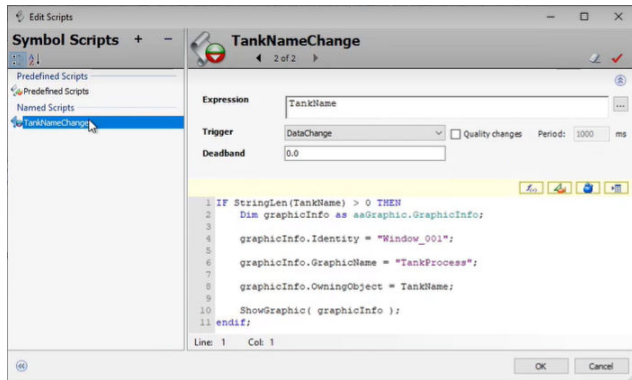 Edit Scripts
Symbol Scripts + −
Predefined Scripts
Predefined Scripts
Named Scripts
TankNameChange
TankNameChange
2 of 2
Expression TankName ...
Trigger DataChange Quality changes Period: 1000 ms
Deadband 0.0
1 IF StringLen(TankName) > 0 THEN
2 Dim graphicInfo as aaGraphic.GraphicInfo;
3
4 graphicInfo.Identity = "Window_001";
5
6 graphicInfo.GraphicName = "TankProcess";
7
8 graphicInfo.OwningObject = TankName;
9
10 ShowGraphic( graphicInfo );
11 endif;
Line: 1 Col: 1
OK Cancel